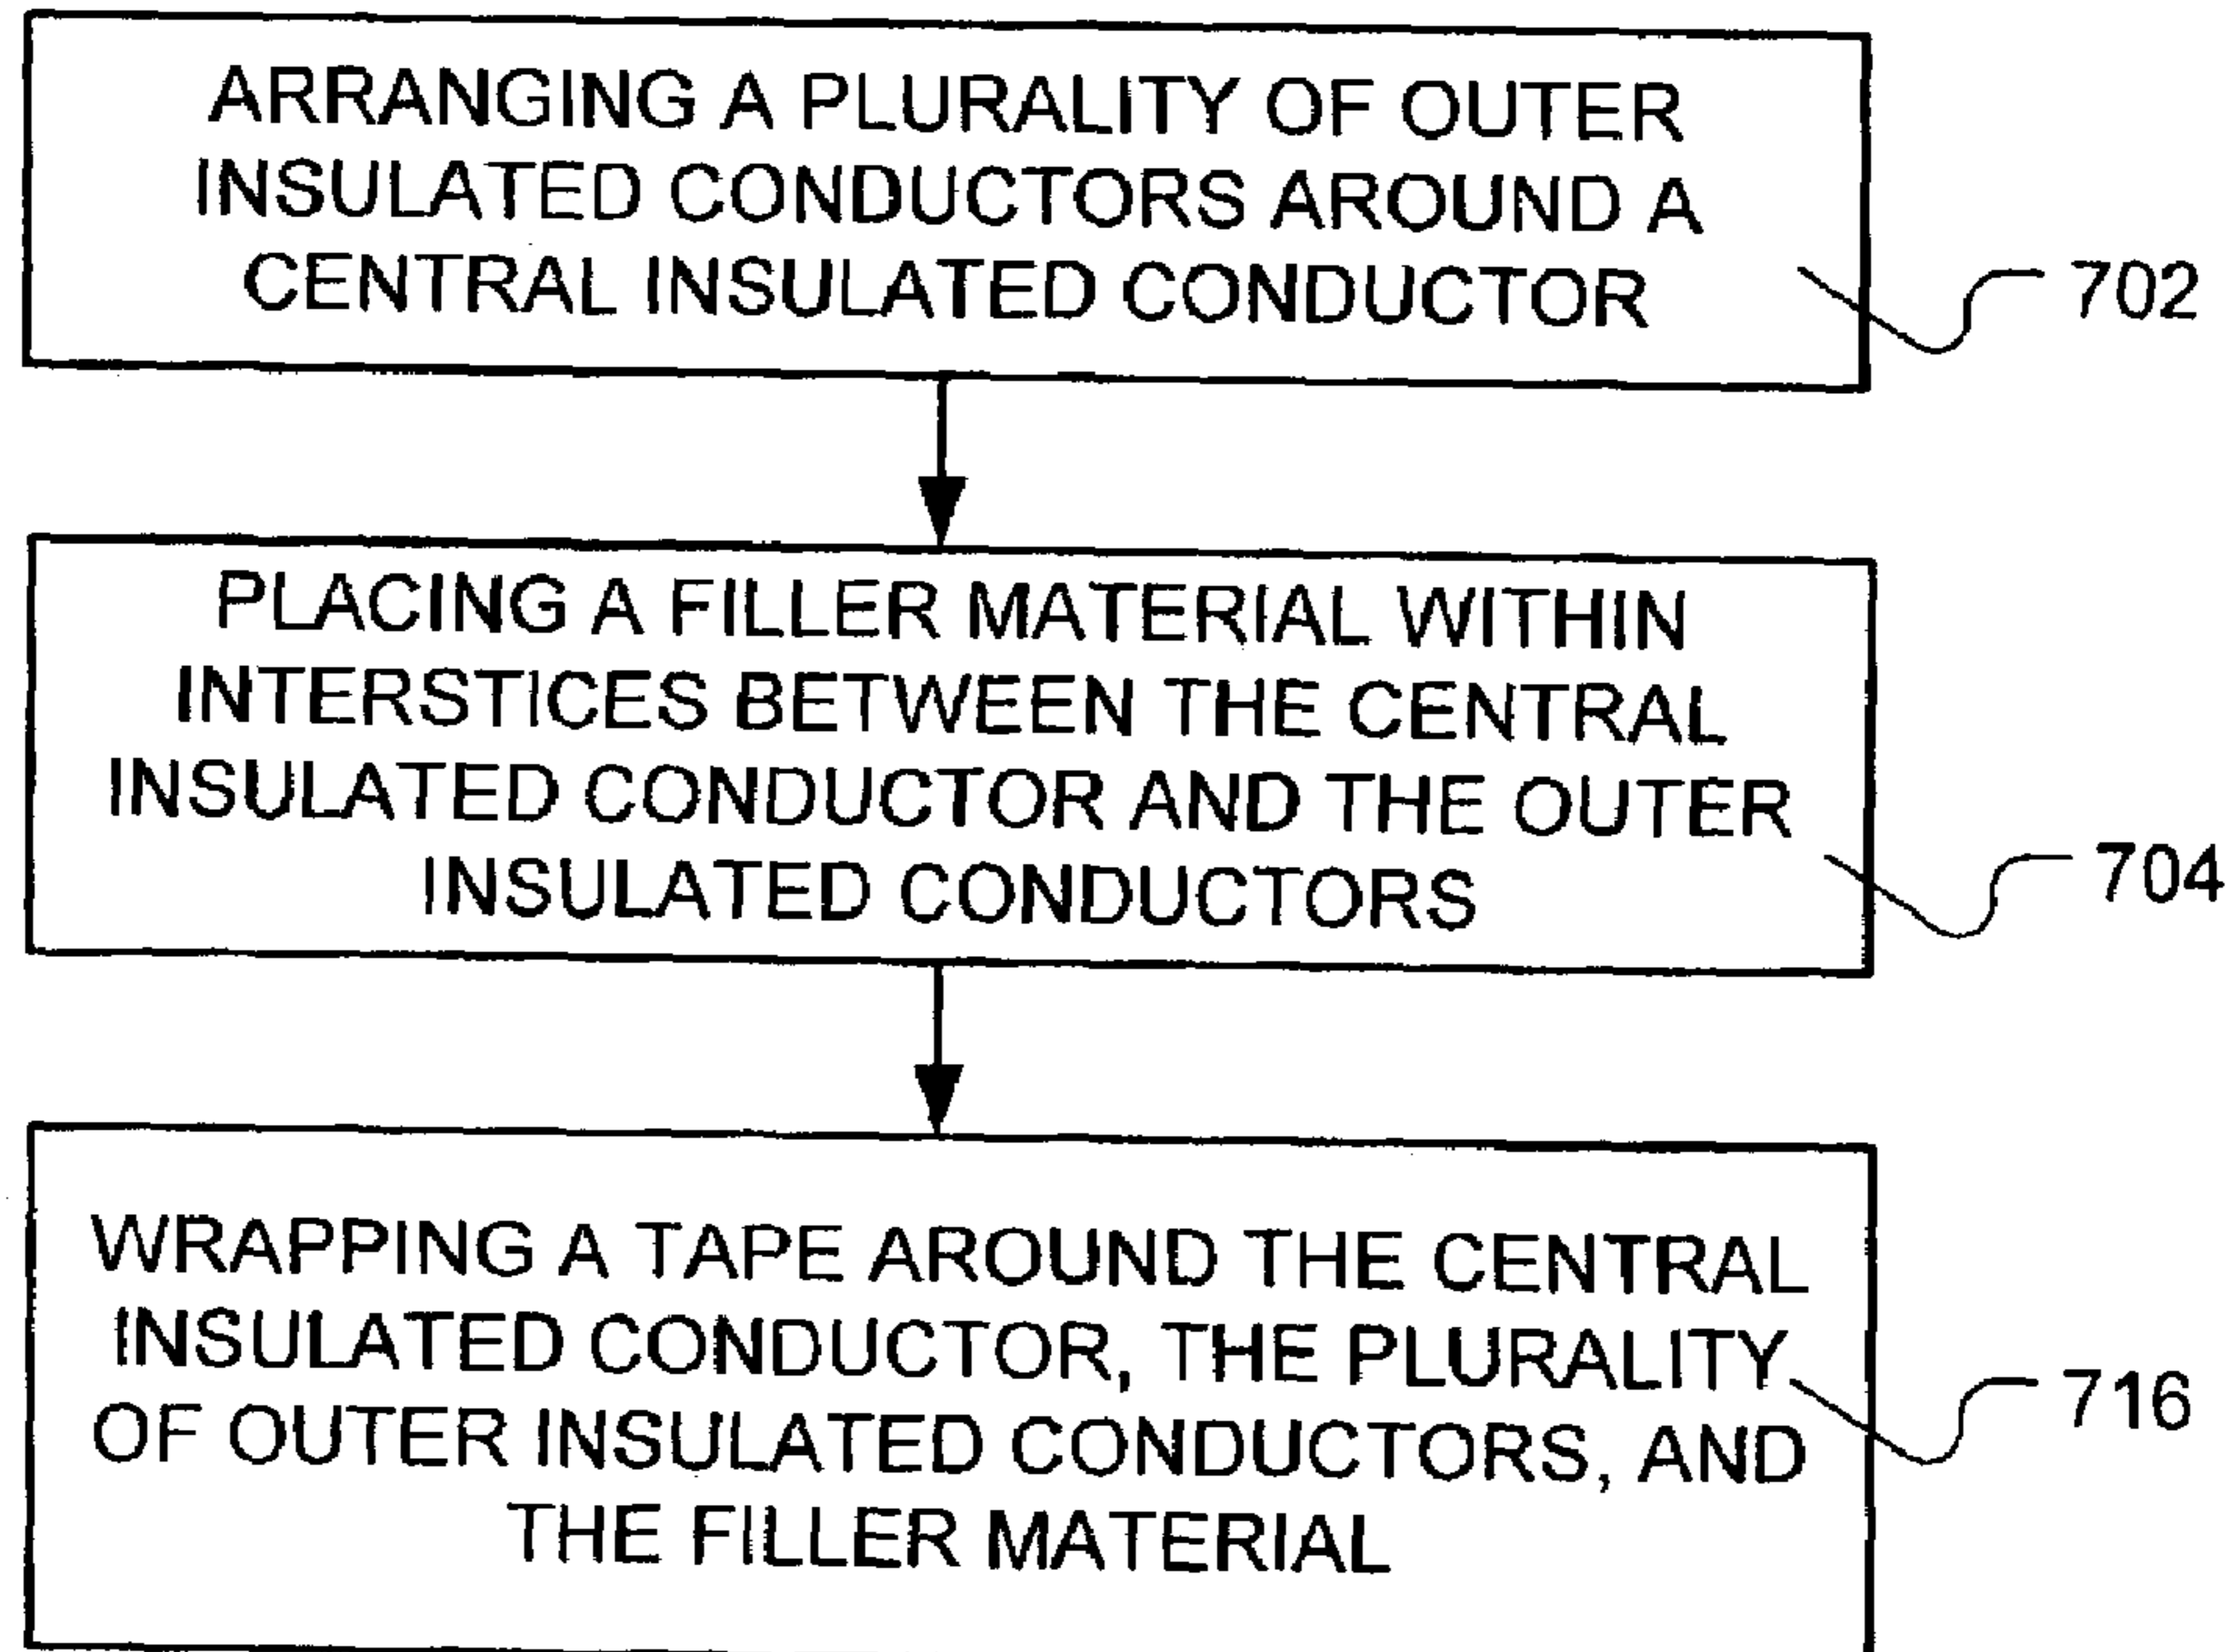 ARRANGING A PLURALITY OF OUTER
INSULATED CONDUCTORS AROUND A
CENTRAL INSULATED CONDUCTOR
702
PLACING A FILLER MATERIAL WITHIN
INTERSTICES BETWEEN THE CENTRAL
INSULATED CONDUCTOR AND THE OUTER
INSULATED CONDUCTORS
704
WRAPPING A TAPE AROUND THE CENTRAL
INSULATED CONDUCTOR, THE PLURALITY
OF OUTER INSULATED CONDUCTORS, AND
THE FILLER MATERIAL
716